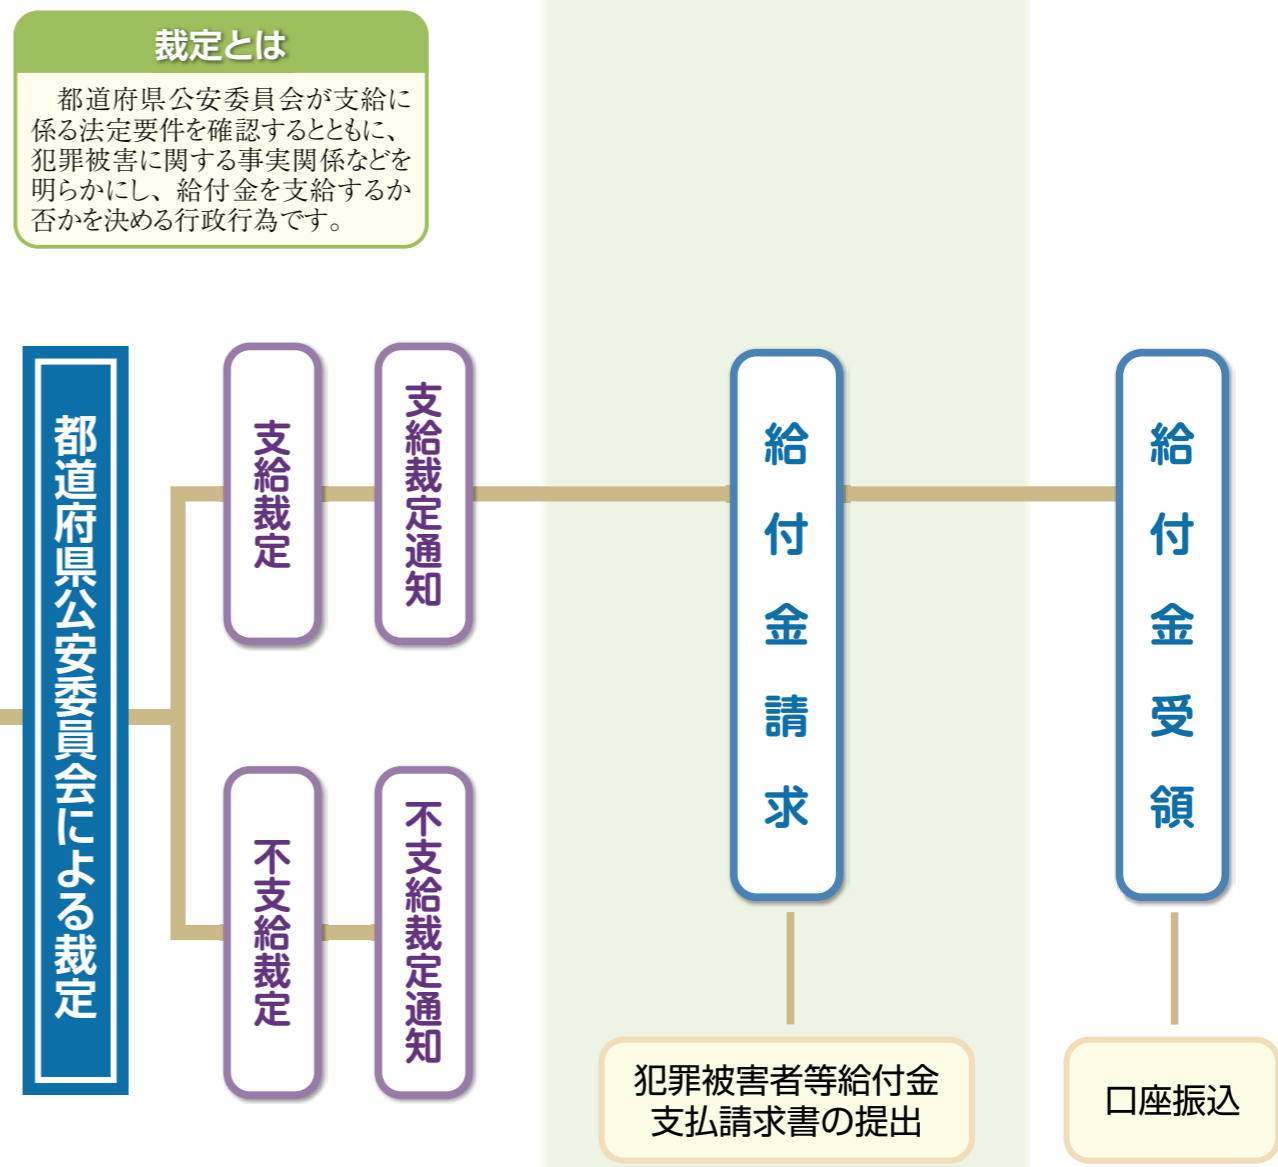 裁定とは
都道府県公安委員会が支給に
係る法定要件を確認するとともに、
犯罪被害に関する事実関係などを
明らかにし、給付金を支給するか
否かを決める行政行為です。
都道府県公安委員会による裁定
支給裁定
支給裁定通知
不支給裁定
不支給裁定通知
給付金請求
犯罪被害者等給付金
支払請求書の提出
給付金受領
口座振込